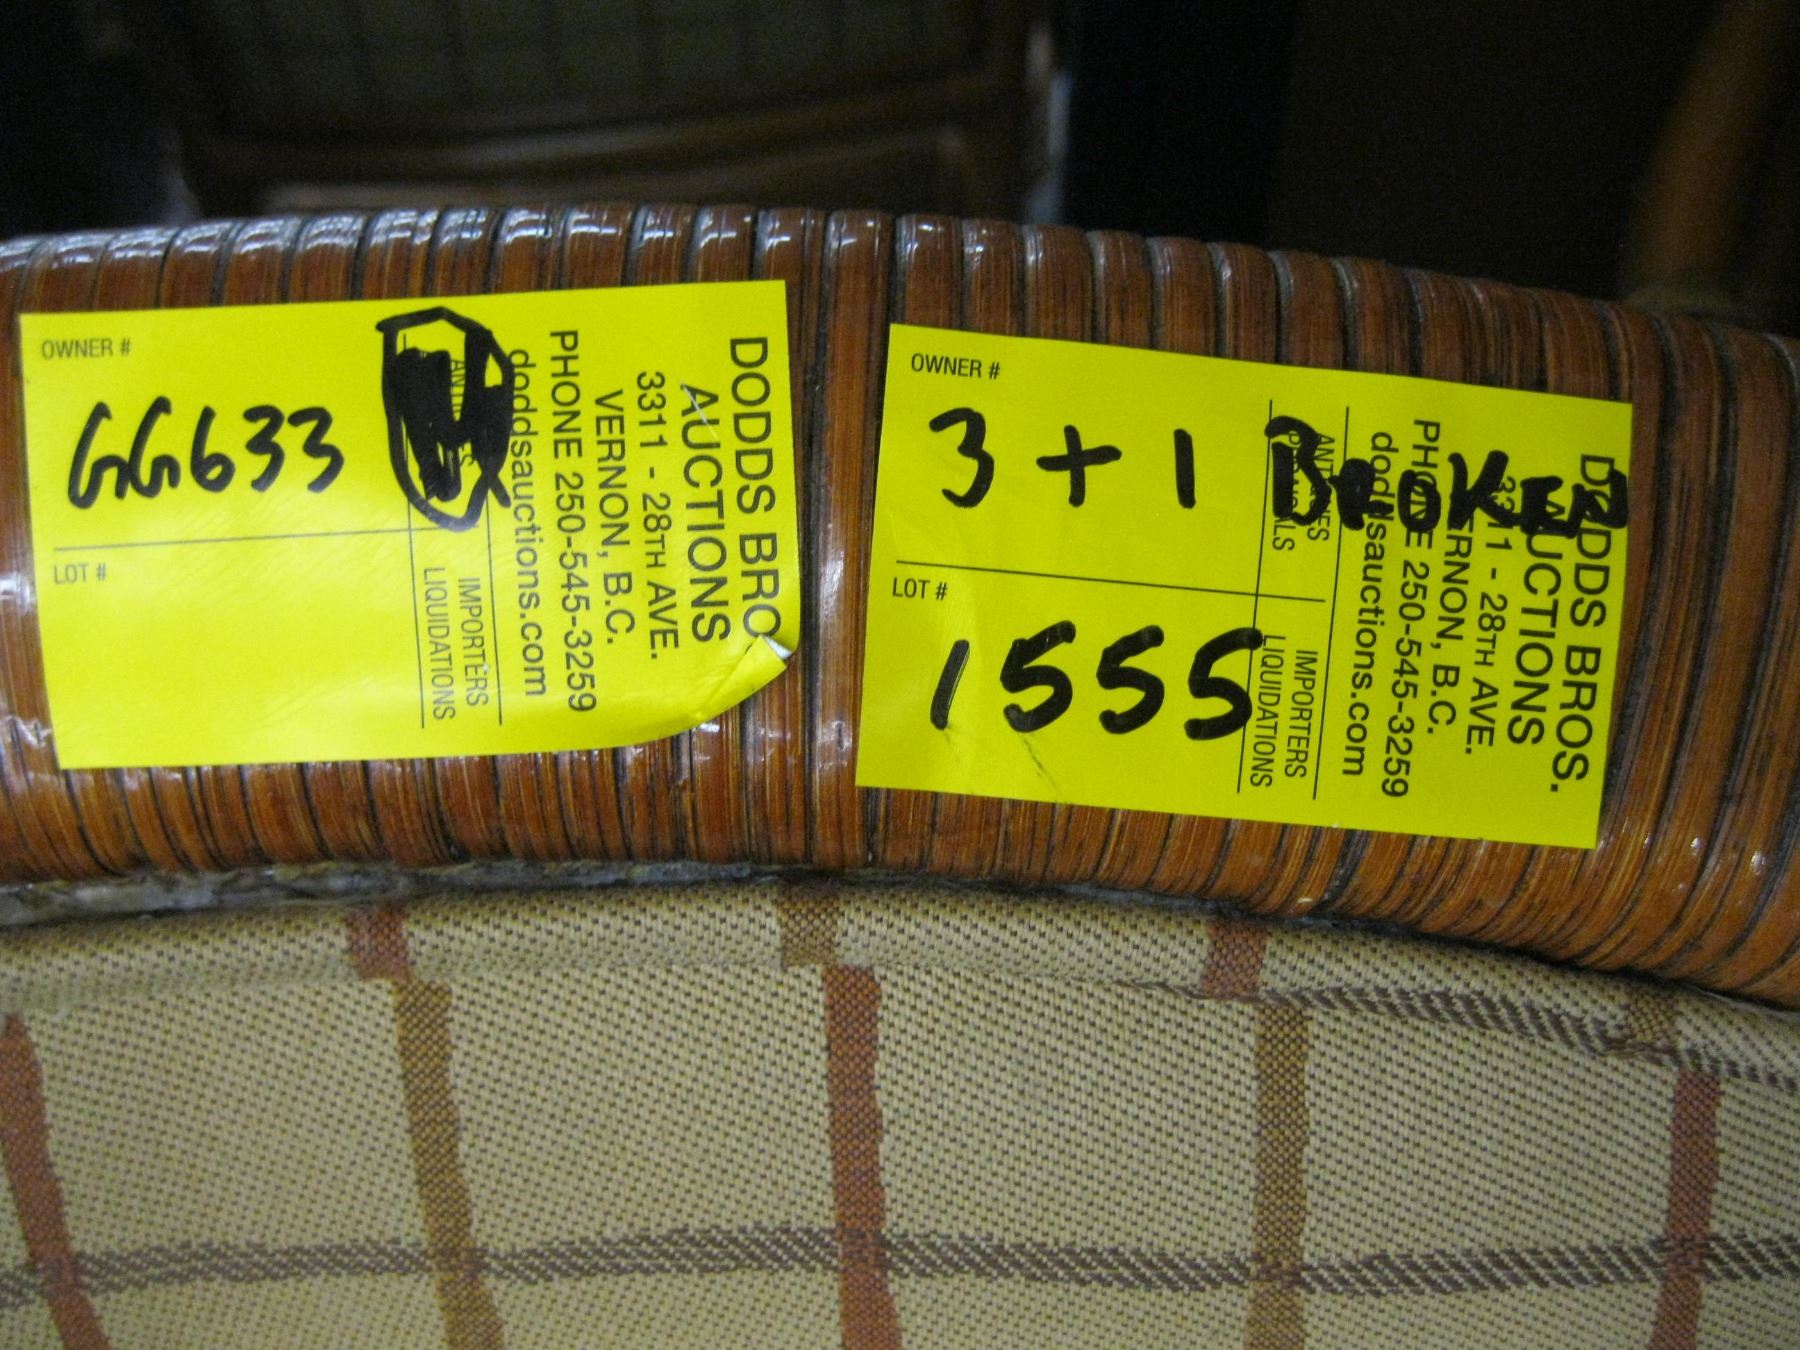 OWNER #
GG633
LOT #
IMPORTERS
LIQUIDATIONS
DODDS BRO
AUCTIONS
3311 - 28TH AVE.
VERNON, B.C.
PHONE 250-545-3259
doddsauctions.com
OWNER #
3 + 1 BROKEN
LOT #
1555
IMPORTERS
LIQUIDATIONS
DODDS BROS.
AUCTIONS
3311 - 28TH AVE.
VERNON, B.C.
PHONE 250-545-3259
doddsauctions.com